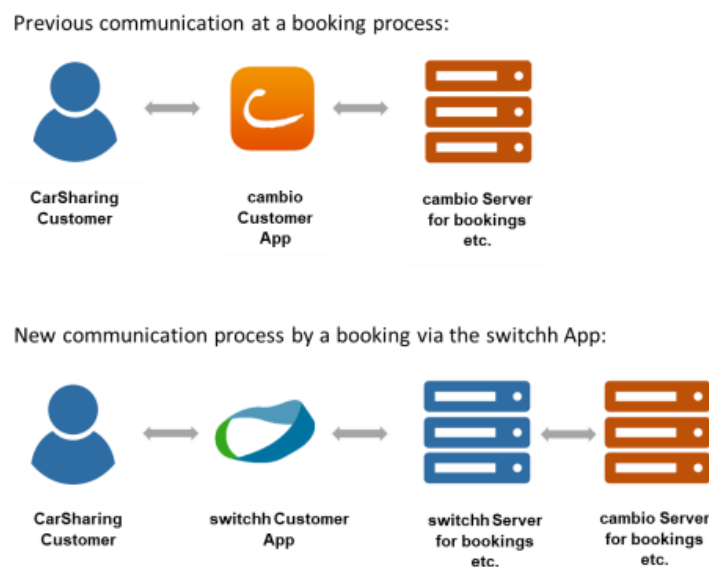 Previous communication at a booking process:
CarSharing
Customer
cambio
Customer
App
cambio Server
for bookings
etc.
New communication process by a booking via the switchh App:
CarSharing
Customer
switchh Customer
App
switchh Server
for bookings
etc.
cambio Server
for bookings
etc.